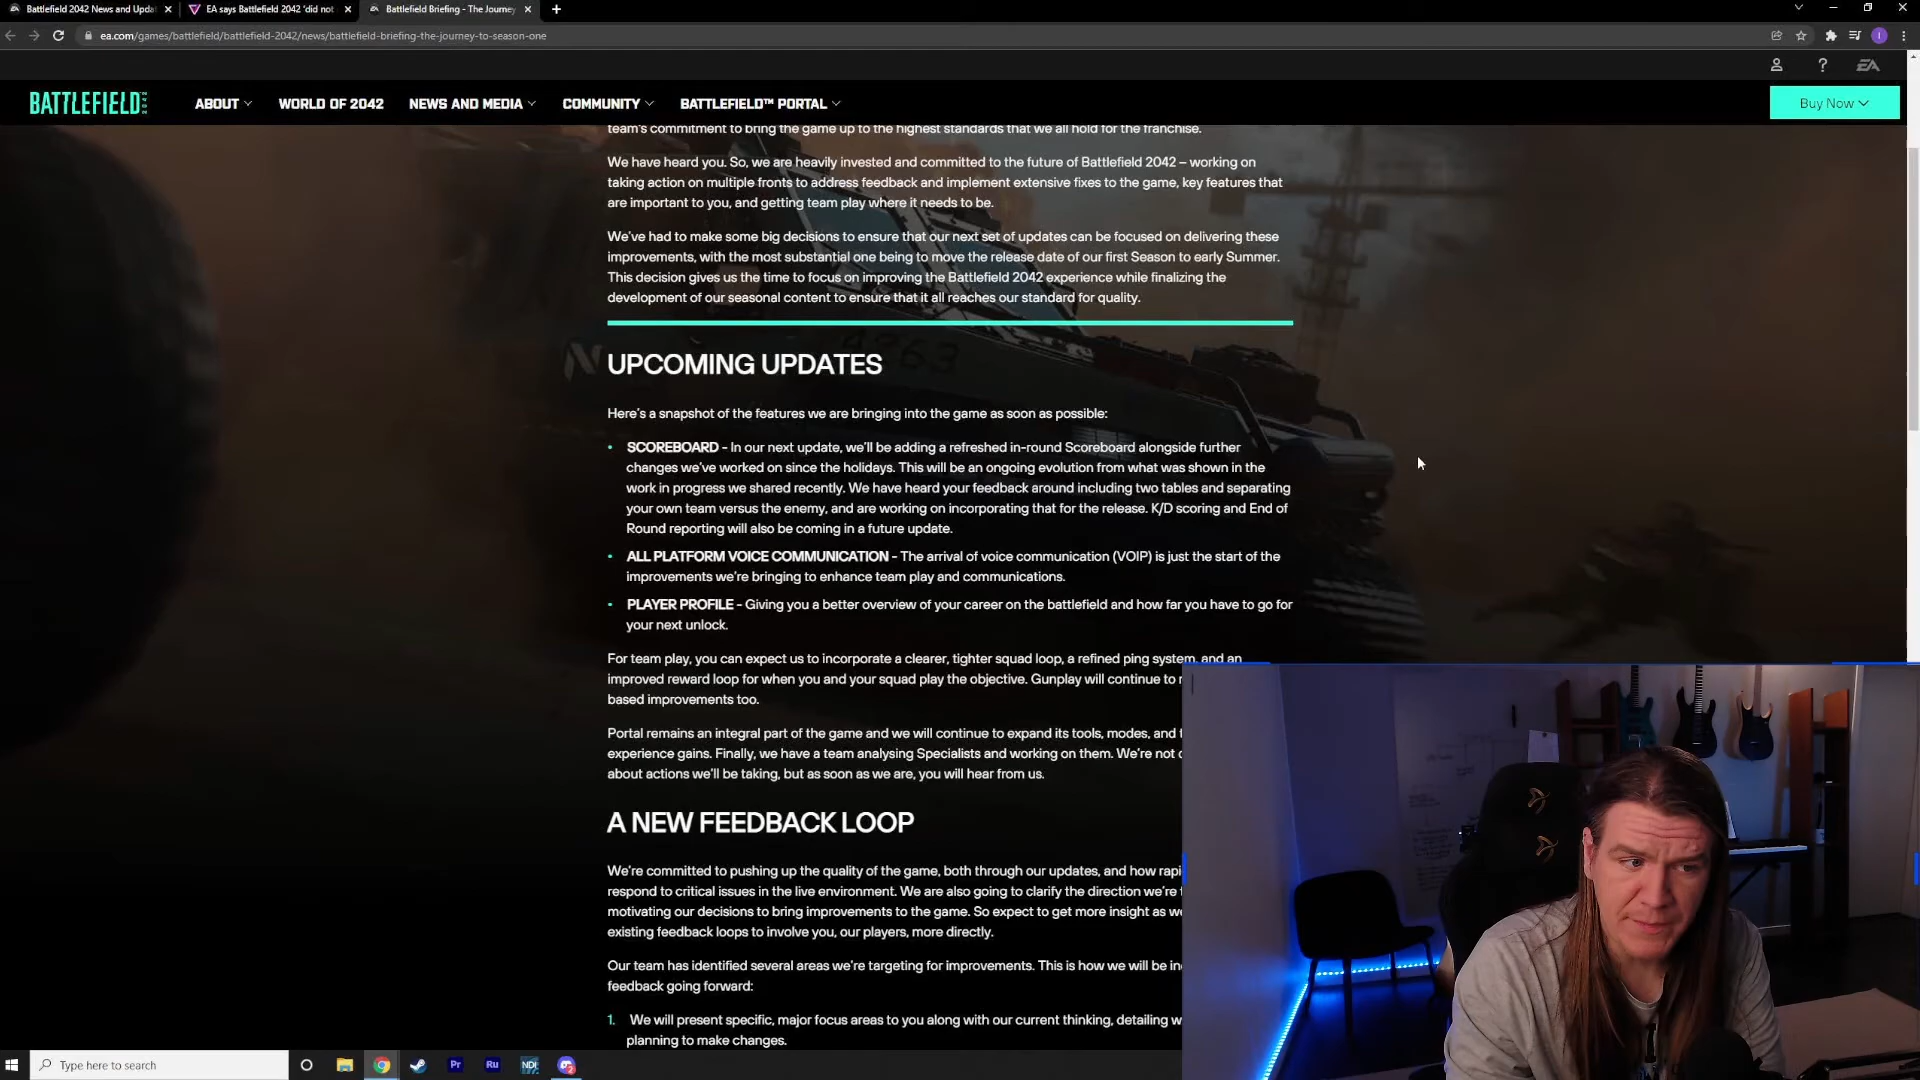 Battlefield 2042 News and Upda
EA says Battlefield 2042 'did not
Battlefield Briefing - The Journey
ea.com/games/battlefield/battlefield-2042/news/battlefield-briefing-the-journey-to-season-one
EA
BATTLEFIELD 2042
ABOUT
WORLD OF 2042
NEWS AND MEDIA
COMMUNITY
BATTLEFIELD™ PORTAL
Buy Now
team's commitment to bring the game up to the highest standards that we all hold for the franchise.
We have heard you. So, we are heavily invested and committed to the future of Battlefield 2042 – working on
taking action on multiple fronts to address feedback and implement extensive fixes to the game, key features that
are important to you, and getting team play where it needs to be.
We've had to make some big decisions to ensure that our next set of updates can be focused on delivering these
improvements, with the most substantial one being to move the release date of our first Season to early Summer.
This decision gives us the time to focus on improving the Battlefield 2042 experience while finalizing the
development of our seasonal content to ensure that it all reaches our standard for quality.
UPCOMING UPDATES
Here's a snapshot of the features we are bringing into the game as soon as possible:
• SCOREBOARD - In our next update, we'll be adding a refreshed in-round Scoreboard alongside further
changes we've worked on since the holidays. This will be an ongoing evolution from what was shown in the
work in progress we shared recently. We have heard your feedback around including two tables and separating
your own team versus the enemy, and are working on incorporating that for the release. K/D scoring and End of
Round reporting will also be coming in a future update.
• ALL PLATFORM VOICE COMMUNICATION - The arrival of voice communication (VOIP) is just the start of the
improvements we're bringing to enhance team play and communications.
• PLAYER PROFILE - Giving you a better overview of your career on the battlefield and how far you have to go for
your next unlock.
For team play, you can expect us to incorporate a clearer, tighter squad loop, a refined ping system, and an
improved reward loop for when you and your squad play the objective. Gunplay will continue to
based improvements too.
Portal remains an integral part of the game and we will continue to expand its tools, modes, and
experience gains. Finally, we have a team analysing Specialists and working on them. We're not
about actions we'll be taking, but as soon as we are, you will hear from us.
A NEW FEEDBACK LOOP
We're committed to pushing up the quality of the game, both through our updates, and how rapi
respond to critical issues in the live environment. We are also going to clarify the direction we're
motivating our decisions to bring improvements to the game. So expect to get more insight as we
existing feedback loops to involve you, our players, more directly.
Our team has identified several areas we're targeting for improvements. This is how we will be in
feedback going forward:
1. We will present specific, major focus areas to you along with our current thinking, detailing w
planning to make changes.
Type here to search
Pr
Ru
NDI